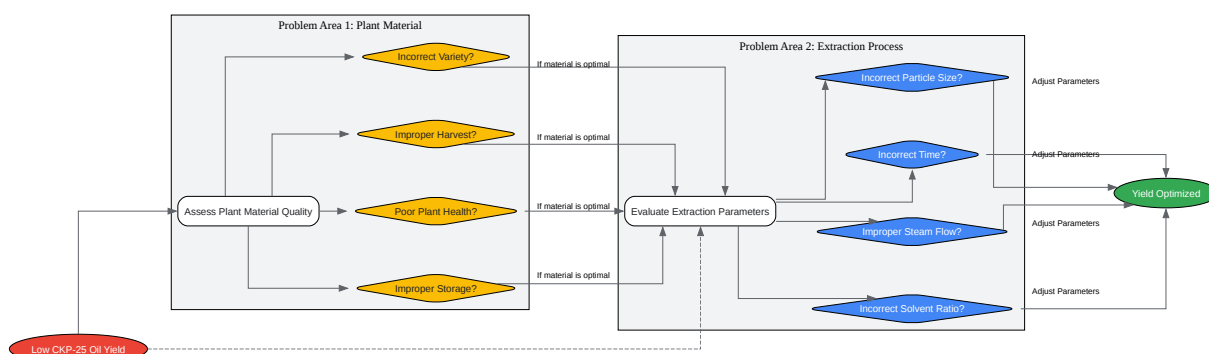 Problem Area 1: Plant Material
Incorrect Variety?
Improper Harvest?
Assess Plant Material Quality
Poor Plant Health?
Improper Storage?
Low CKP-25 Oil Yield
If material is optimal
If material is optimal
If material is optimal
If material is optimal
Problem Area 2: Extraction Process
Incorrect Particle Size?
Incorrect Time?
Evaluate Extraction Parameters
Improper Steam Flow?
Incorrect Solvent Ratio?
Adjust Parameters
Adjust Parameters
Adjust Parameters
Adjust Parameters
Yield Optimized